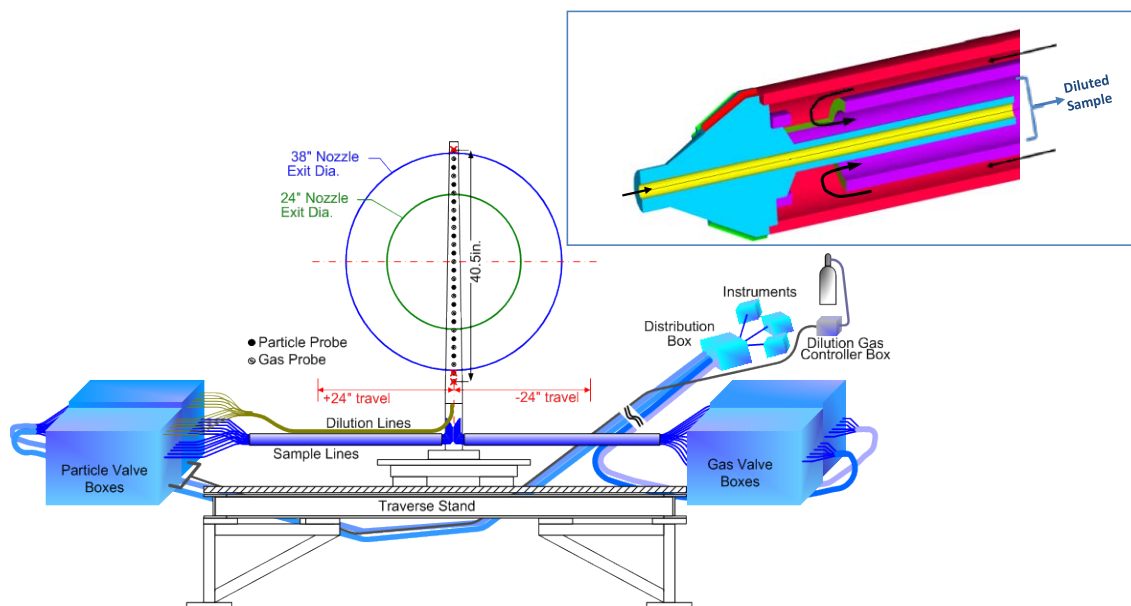 Diluted
Sample
38" Nozzle
Exit Dia.
24" Nozzle
Exit Dia.
40.5in.
Particle Probe
Gas Probe
+24" travel
-24" travel
Instruments
Distribution
Box
Dilution Gas
Controller Box
Dilution Lines
Sample Lines
Particle Valve
Boxes
Gas Valve
Boxes
Traverse Stand